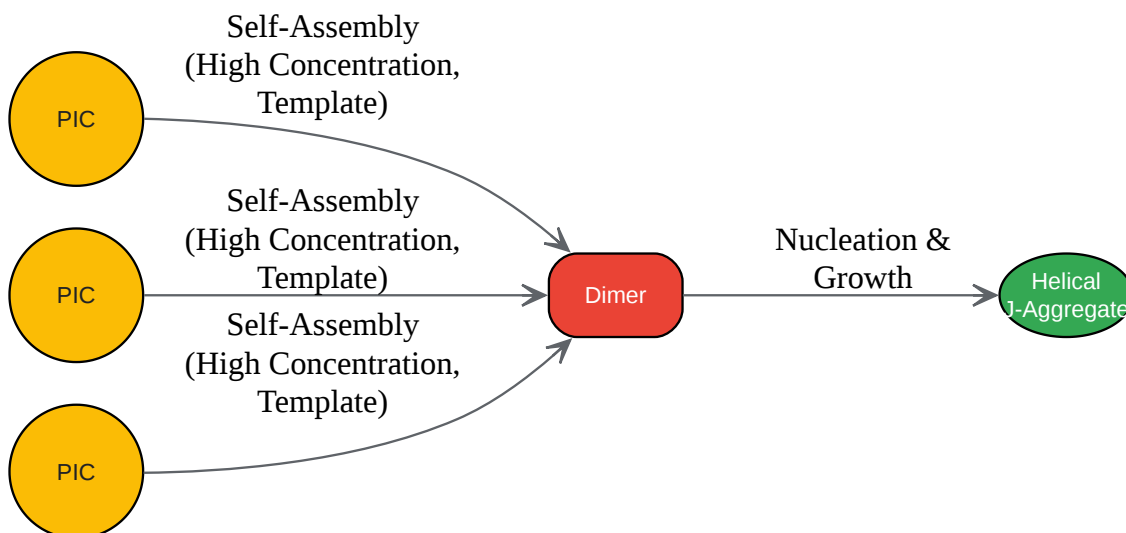 Self-Assembly
(High Concentration,
Template)
PIC
Self-Assembly
(High Concentration,
Template)
PIC
Self-Assembly
(High Concentration,
Template)
PIC
Dimer
Nucleation &
Growth
Helical
J-Aggregate